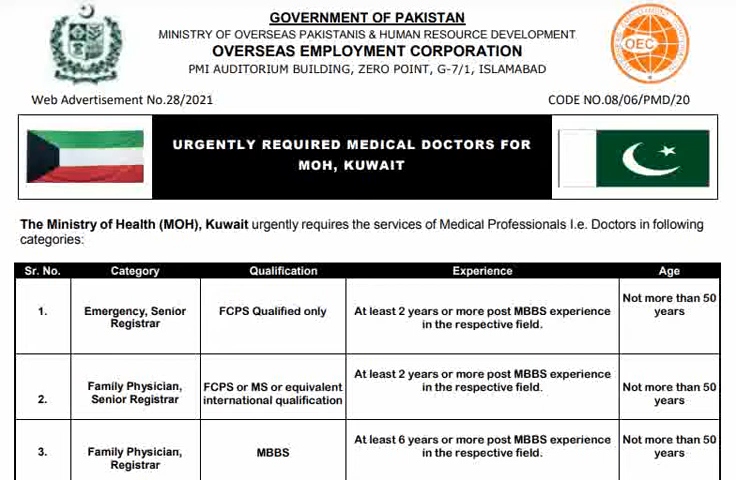 GOVERNMENT OF PAKISTAN
MINISTRY OF OVERSEAS PAKISTANIS & HUMAN RESOURCE DEVELOPMENT
OVERSEAS EMPLOYMENT CORPORATION
PMI AUDITORIUM BUILDING, ZERO POINT, G-7/1, ISLAMABAD
OEC
Web Advertisement No.28/2021
CODE NO.08/06/PMD/20
URGENTLY REQUIRED MEDICAL DOCTORS FOR
MOH, KUWAIT
The Ministry of Health (MOH), Kuwait urgently requires the services of Medical Professionals I.e. Doctors in following
categories:
Sr. No. Category Qualification Experience Age
1. Emergency, Senior Registrar FCPS Qualified only At least 2 years or more post MBBS experience in the respective field. Not more than 50 years
2. Family Physician, Senior Registrar FCPS or MS or equivalent international qualification At least 2 years or more post MBBS experience in the respective field. Not more than 50 years
3. Family Physician, Registrar MBBS At least 6 years or more post MBBS experience in the respective field. Not more than 50 years